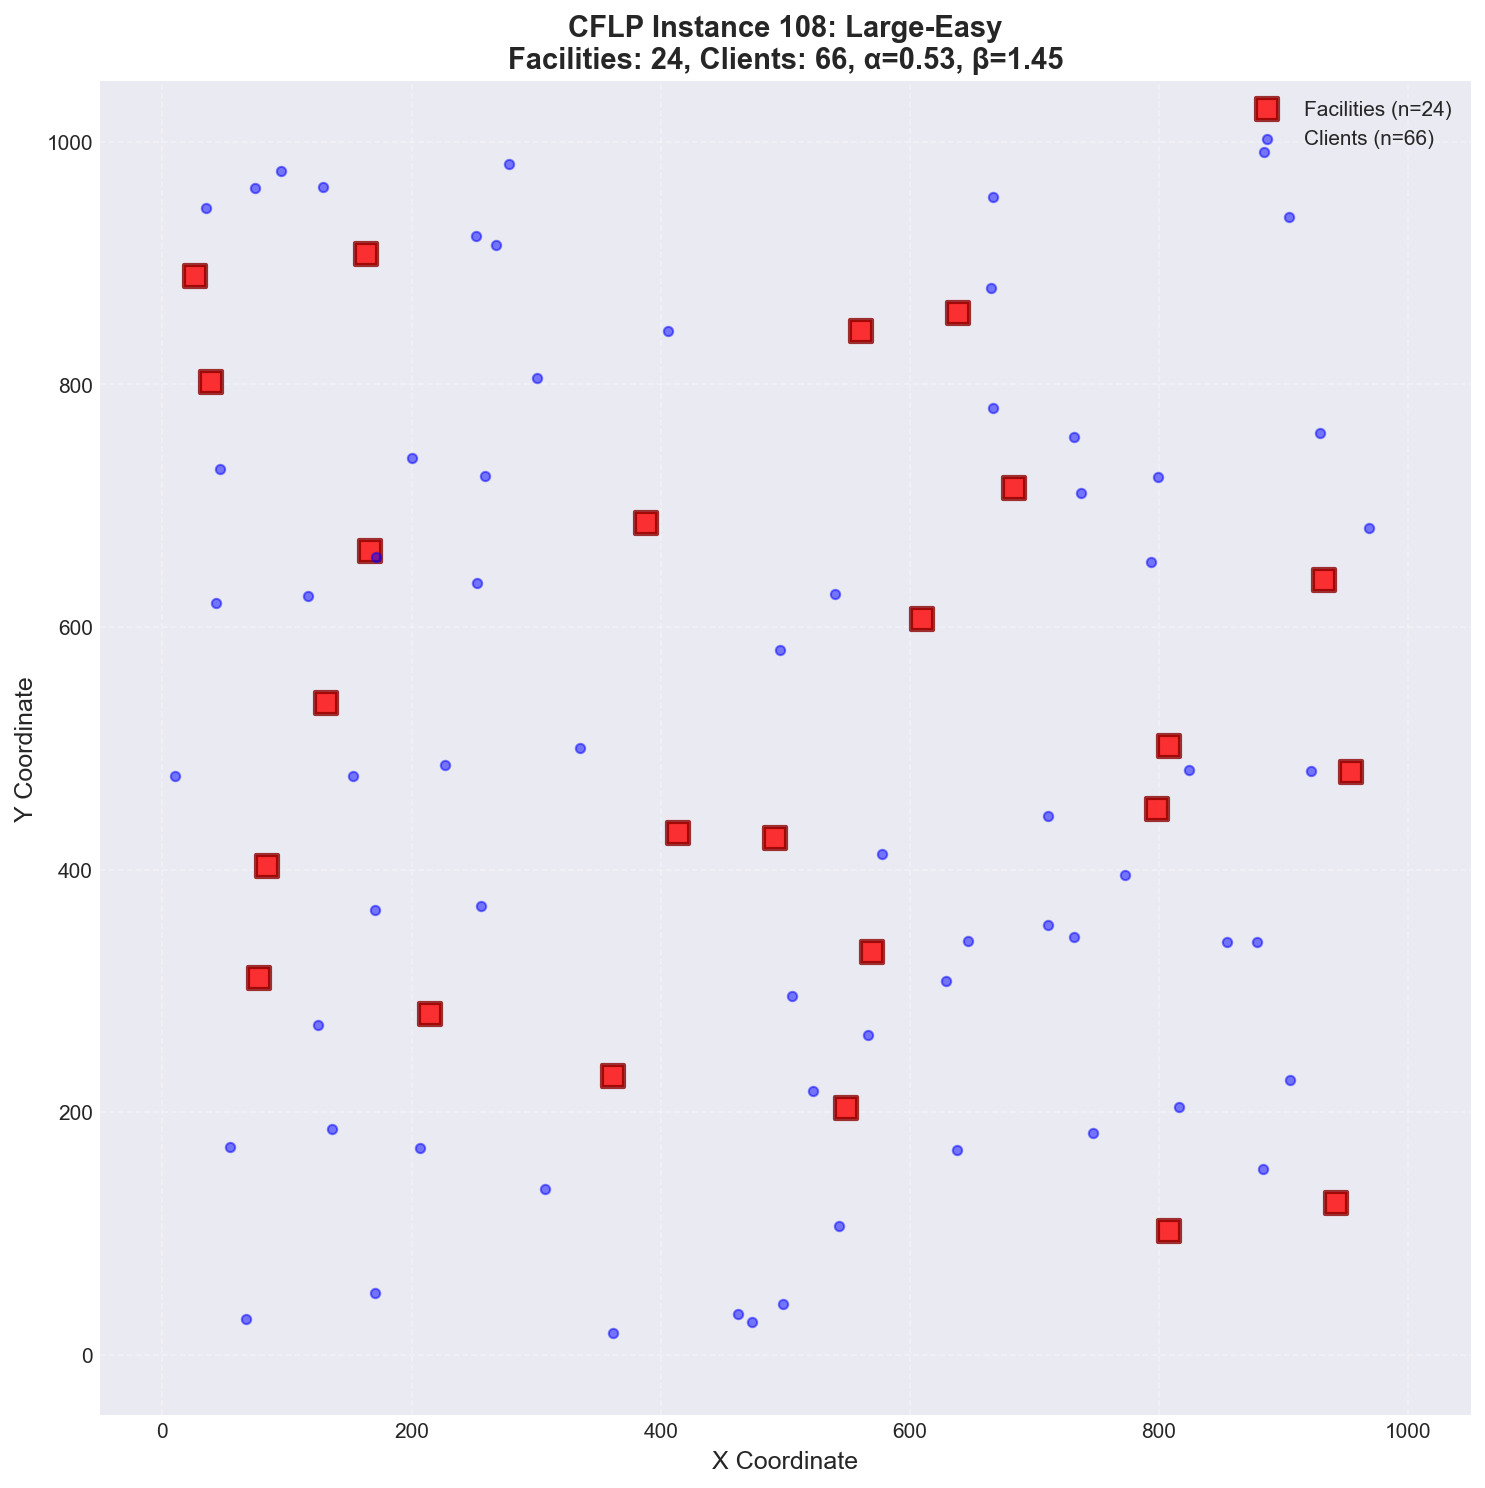 CFLP Instance 108: Large-Easy
Facilities: 24, Clients: 66, α=0.53, β=1.45
Facilities (n=24)
Clients (n=66)
1000
800
600
400
200
0
Y Coordinate
0 200 400 600 800 1000
X Coordinate